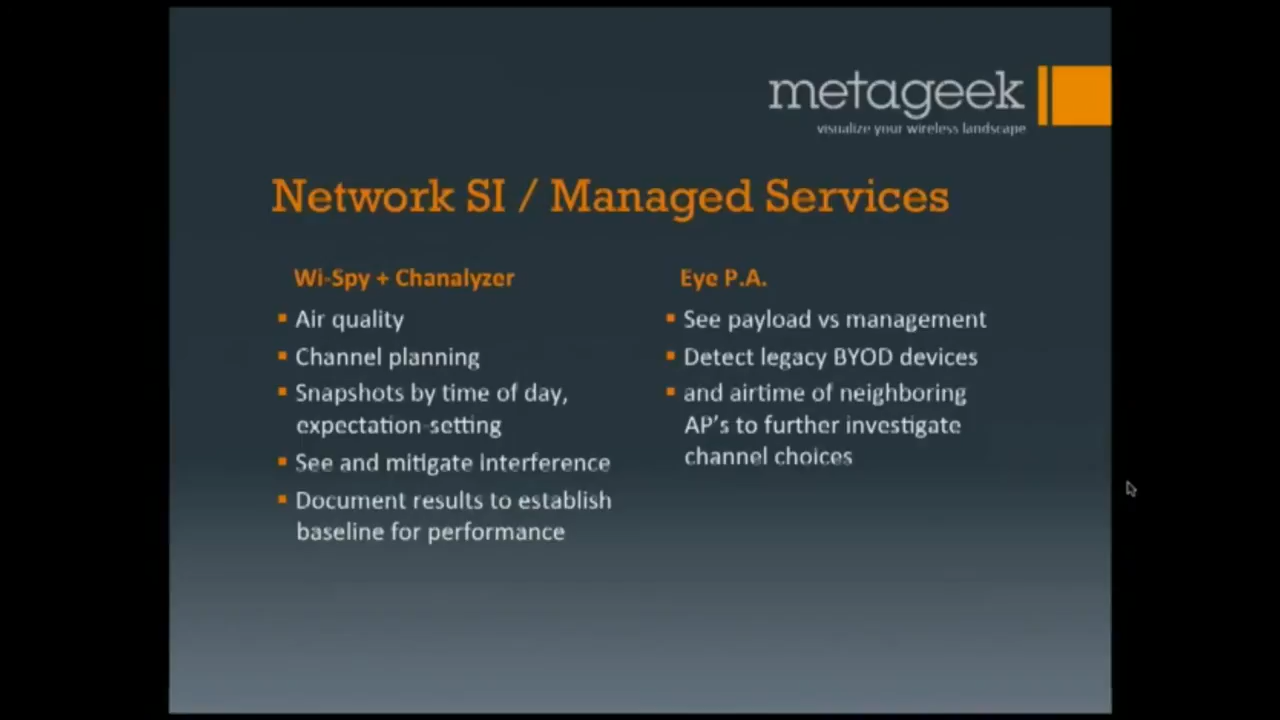 metageek
visualize your wireless landscape
Network SI / Managed Services
Wi-Spy + Chanalyzer
Air quality
Channel planning
Snapshots by time of day,
expectation-setting
See and mitigate interference
Document results to establish
baseline for performance
Eye P.A.
See payload vs management
Detect legacy BYOD devices
and airtime of neighboring
AP's to further investigate
channel choices